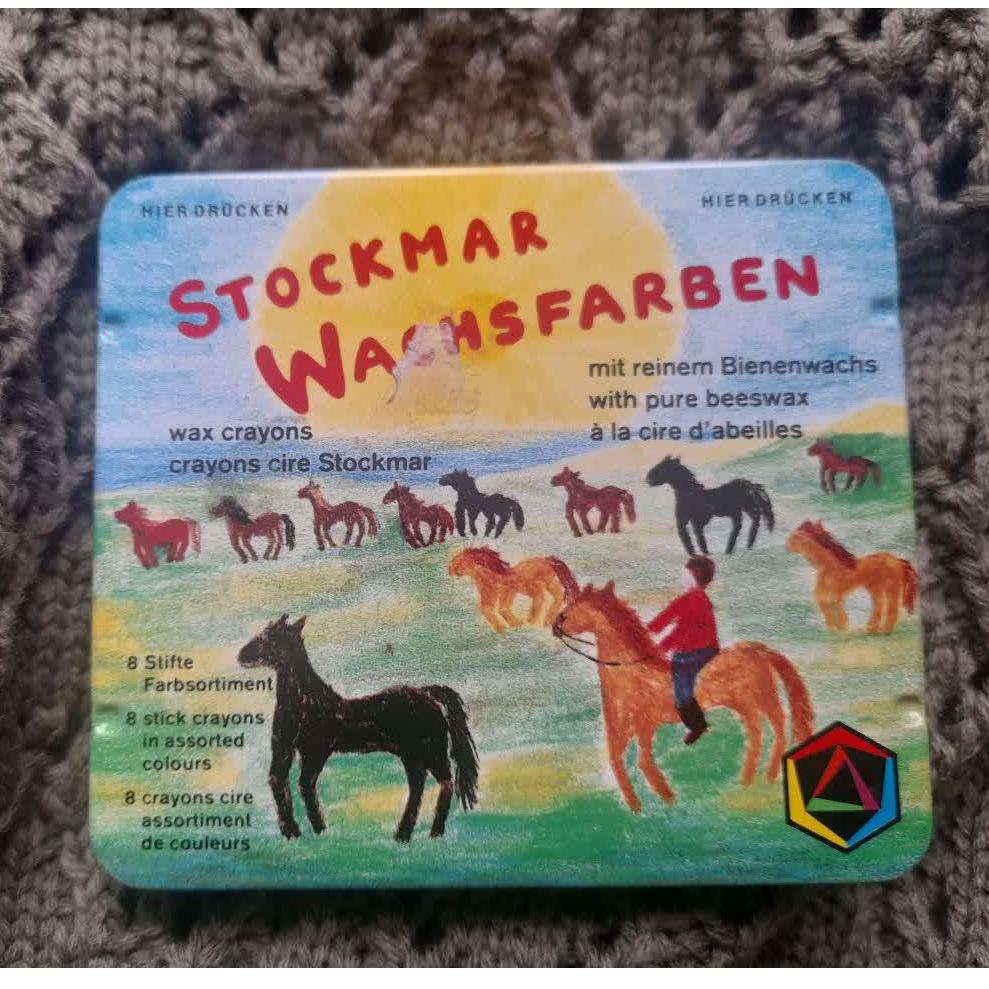 HIER DRÜCKEN
HIER DRÜCKEN
STOCKMAR
WACHSFARBEN
mit reinem Bienenwachs
with pure beeswax
à la cire d'abeilles
wax crayons
crayons cire Stockmar
8 Stifte
Farbsortiment
8 stick crayons
in assorted
colours
8 crayons cire
assortiment
de couleurs